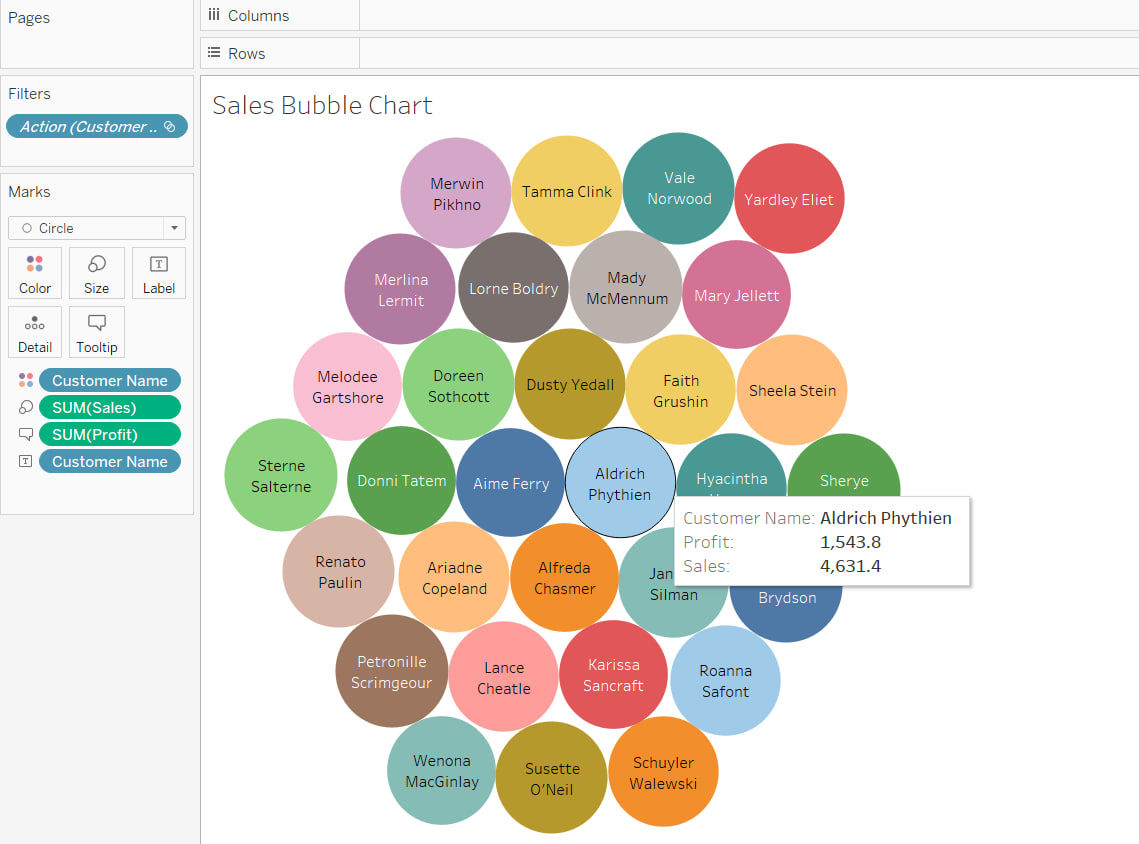 Pages
Columns
Rows
Filters
Action (Customer ..
Marks
Circle
Color
Size
Label
Detail
Tooltip
Customer Name
SUM(Sales)
SUM(Profit)
Customer Name
Sales Bubble Chart
Merwin
Pikhno
Tamma Clink
Vale
Norwood
Yardley Eliet
Merlina
Lermit
Lorne Boldry
Mady
McMennum
Mary Jellett
Melodee
Gartshore
Doreen
Sothcott
Dusty Yedall
Faith
Grushin
Sheela Stein
Sterne
Salterne
Donni Tatem
Aime Ferry
Aldrich
Phythien
Hyacintha
Sherye
Customer Name: Aldrich Phythien
Profit: 1,543.8
Sales: 4,631.4
Renato
Paulin
Ariadne
Copeland
Alfreda
Chasmer
Jan
Silman
Brydson
Petronille
Scrimgeour
Lance
Cheatle
Karissa
Sancraft
Roanna
Safont
Wenona
MacGinlay
Susette
O'Neil
Schuyler
Walewski